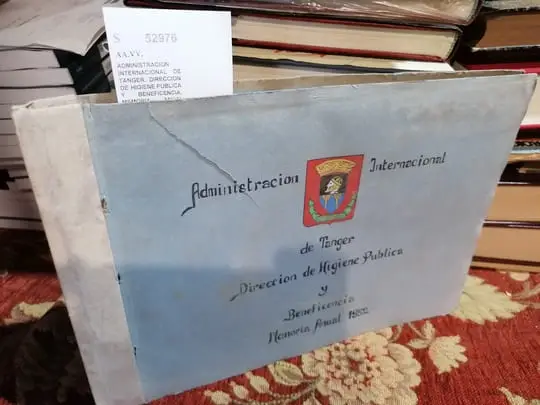 S 52976
AA.VV.
ADMINISTRACION
INTERNACIONAL DE
TANGER. DIRECCION
DE HIGIENE PUBLICA
Y BENEFICENCIA.
Administracion Internacional
de Tanger
Direccion de Higiene Publica
y
Beneficencia
Memoria Anual